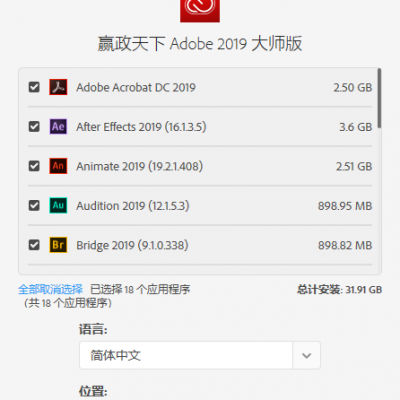 赢政天下 Adobe 2019 大师版
Adobe Acrobat DC 2019 2.50 GB
Ae After Effects 2019 (16.1.3.5) 3.6 GB
An Animate 2019 (19.2.1.408) 2.51 GB
Au Audition 2019 (12.1.5.3) 898.95 MB
Br Bridge 2019 (9.1.0.338) 898.82 MB
全部取消选择 已选择 18 个应用程序 总计安装: 31.91 GB
（共 18 个应用程序）
语言:
简体中文
位置: